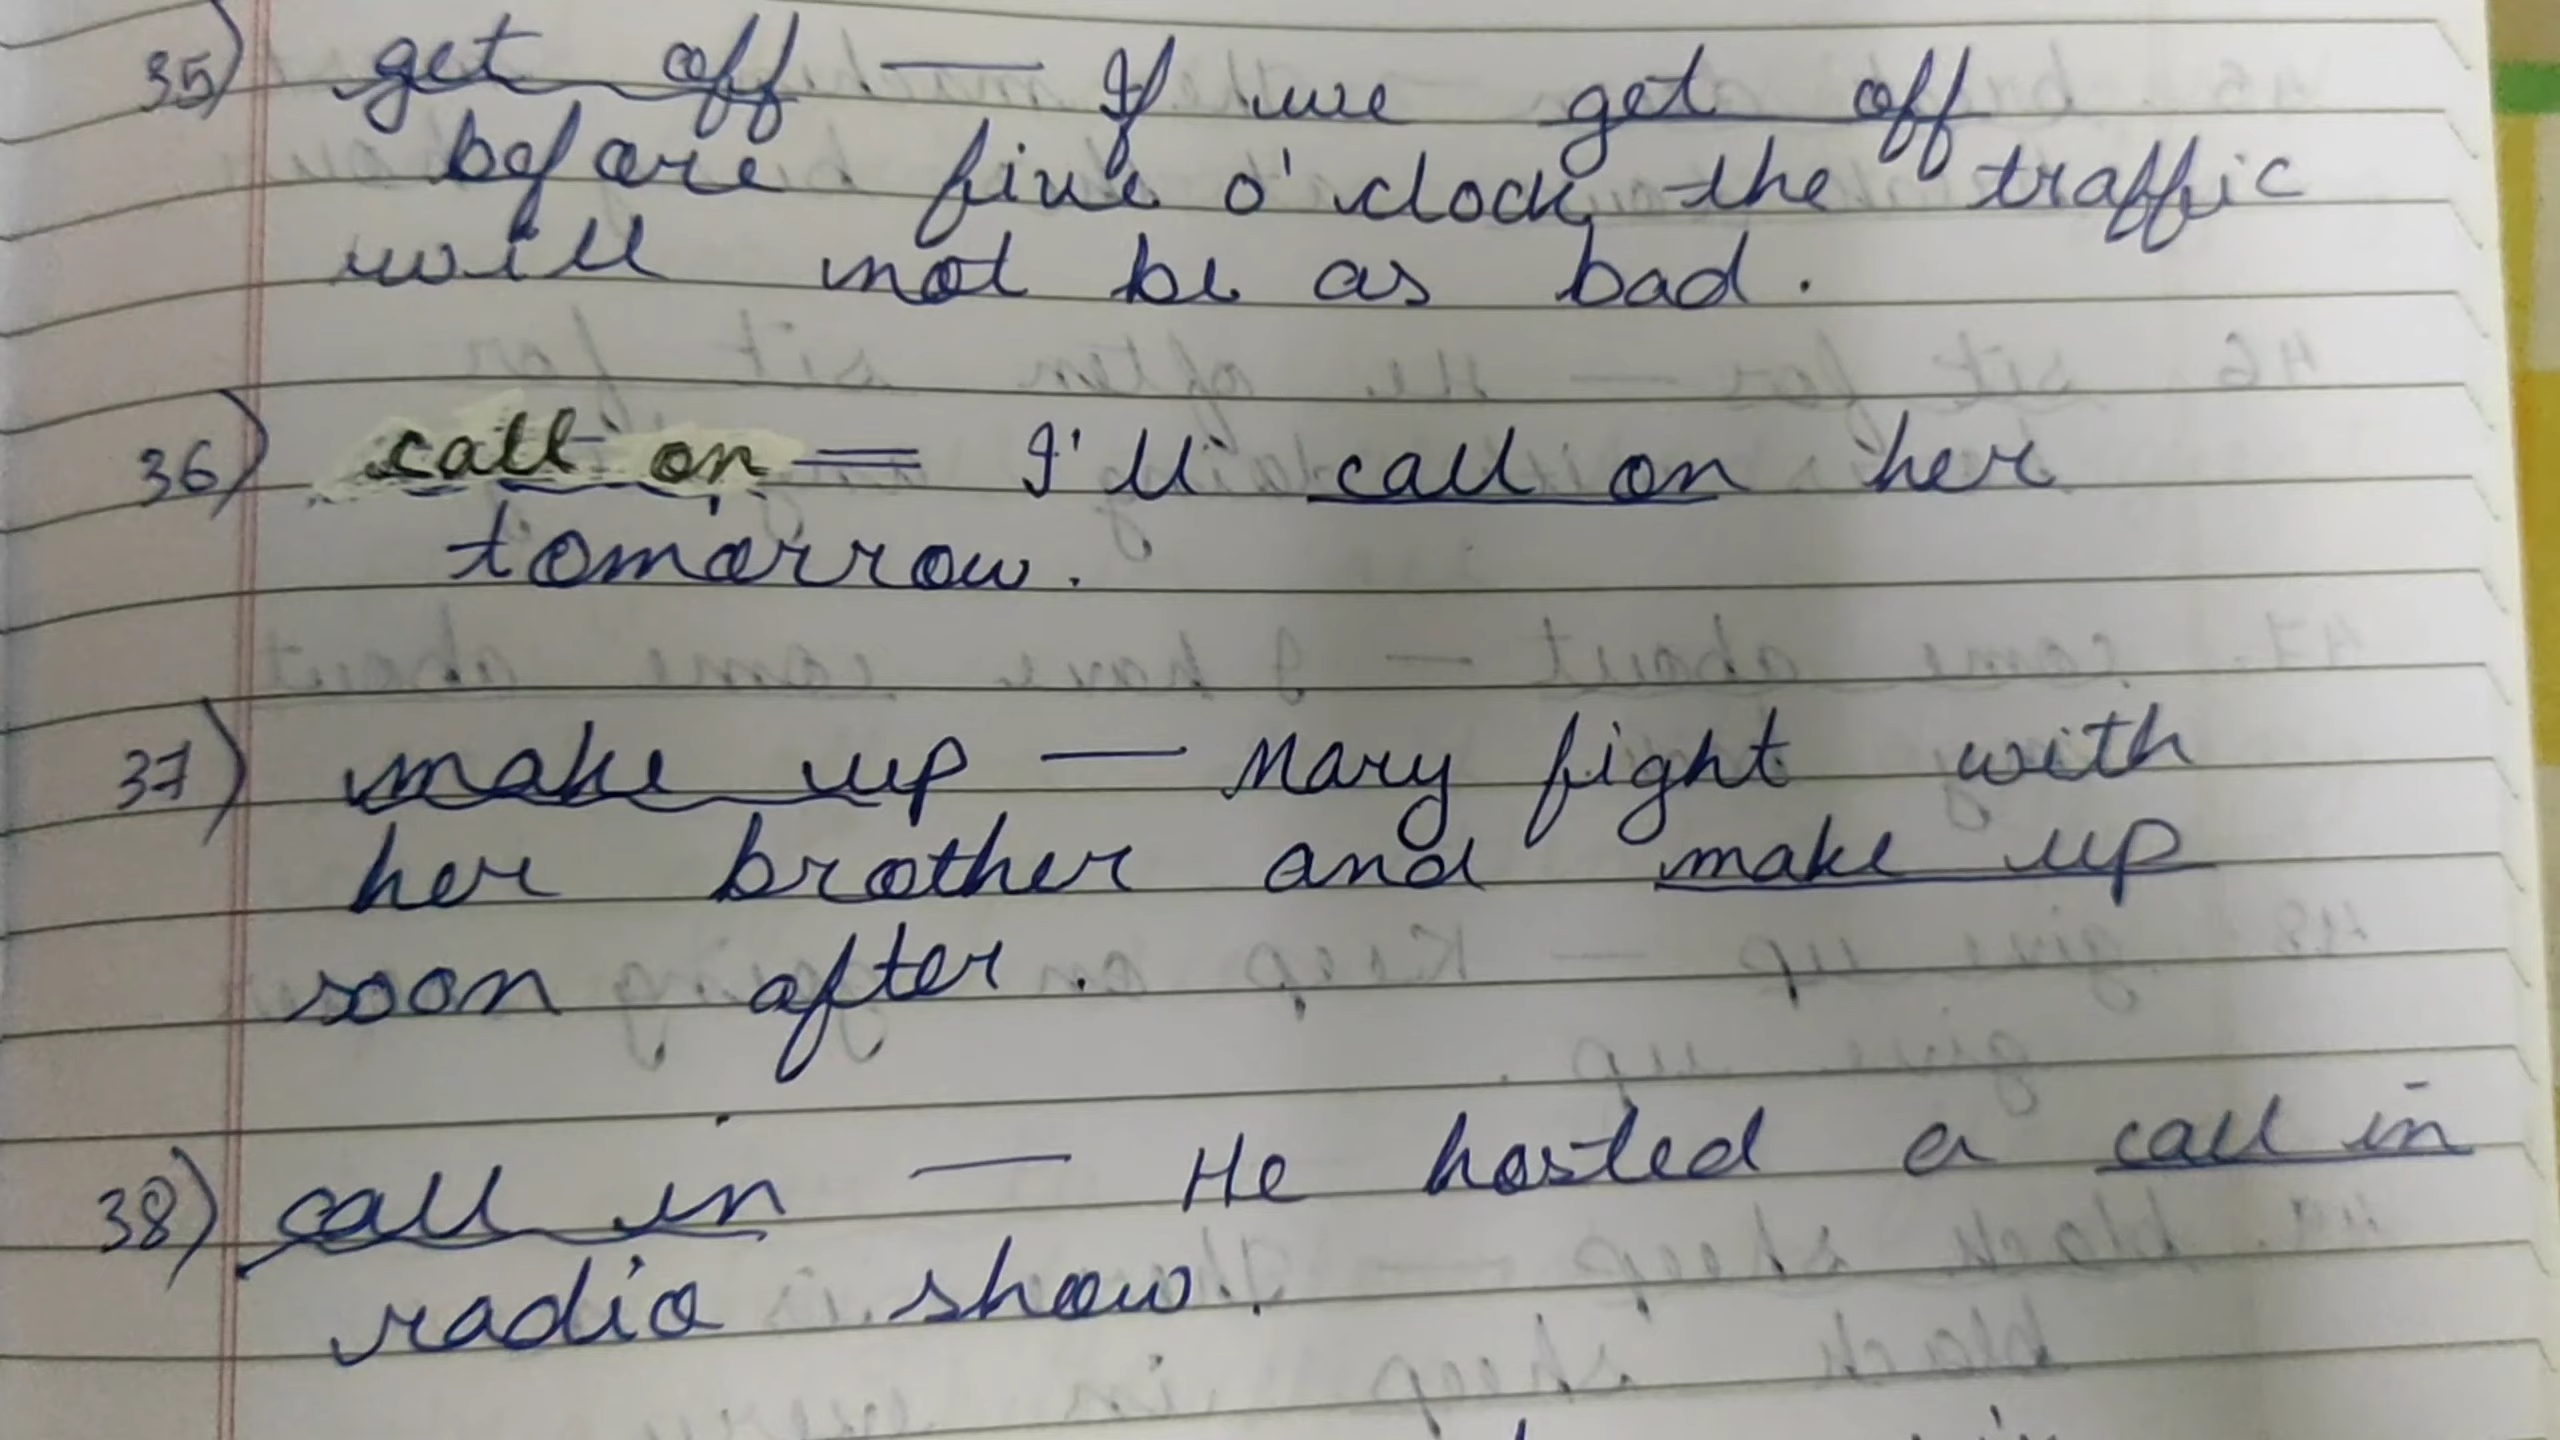 35) get off — If we get off
before five o'clock, the traffic
will not be as bad.
36) call on = I'll call on her
tomorrow.
37) make up — Mary fight with
her brother and make up
soon after.
38) call in — He hosted a call in
radio show.